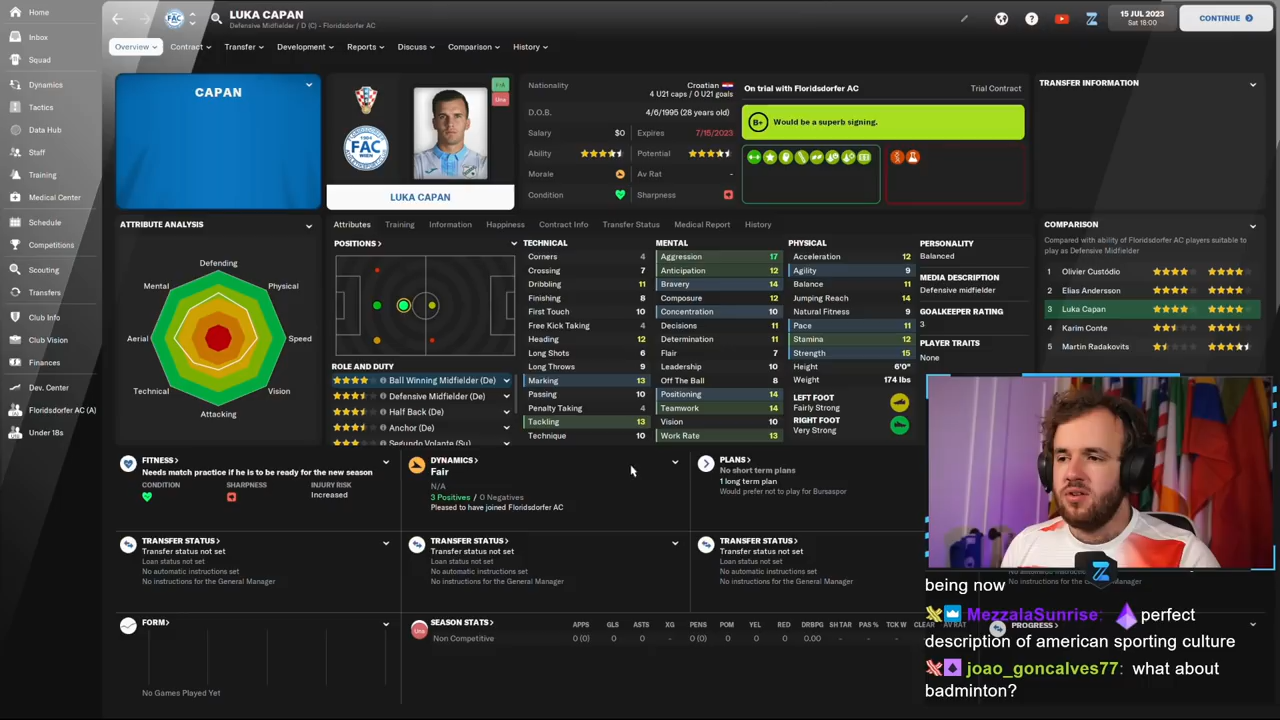 Home
Inbox
Squad
Dynamics
Tactics
Data Hub
Staff
Training
Medical Center
Schedule
Competitions
Scouting
Transfers
Club Info
Club Vision
Finances
Dev. Center
Floridsdorfer AC (A)
Under 18s
FAC
LUKA CAPAN
Defensive Midfielder / D (C) - Floridsdorfer AC
15 JUL 2023
Sat 18:00
CONTINUE
Overview
Contract
Transfer
Development
Reports
Discuss
Comparison
History
CAPAN
FAC
LUKA CAPAN
Nationality Croatian
4 U21 caps / 0 U21 goals
D.O.B. 4/6/1995 (28 years old)
Salary $0 Expires 7/16/2023
Ability Potential
Morale Av Rat -
Condition Sharpness
On trial with Floridsdorfer AC Trial Contract
B+ Would be a superb signing.
TRANSFER INFORMATION
ATTRIBUTE ANALYSIS
Defending
Mental Physical
Aerial Speed
Technical Vision
Attacking
Attributes Training Information Happiness Contract Info Transfer Status Medical Report History
POSITIONS
ROLE AND DUTY
Ball Winning Midfielder (De)
Defensive Midfielder (De)
Half Back (De)
Anchor (De)
Segundo Volante (Su)
TECHNICAL
Corners 4
Crossing 7
Dribbling 11
Finishing 8
First Touch 10
Free Kick Taking 4
Heading 12
Long Shots 6
Long Throws 9
Marking 13
Passing 10
Penalty Taking 4
Tackling 13
Technique 10
MENTAL
Aggression 17
Anticipation 12
Bravery 14
Composure 12
Concentration 10
Decisions 11
Determination 11
Flair 7
Leadership 10
Off The Ball 8
Positioning 14
Teamwork 14
Vision 10
Work Rate 13
PHYSICAL
Acceleration 12
Agility 9
Balance 11
Jumping Reach 14
Natural Fitness 9
Pace 11
Stamina 12
Strength 15
Height 6'0"
Weight 174 lbs
LEFT FOOT
Fairly Strong
RIGHT FOOT
Very Strong
PERSONALITY
Balanced
MEDIA DESCRIPTION
Defensive midfielder
GOALKEEPER RATING
3
PLAYER TRAITS
None
COMPARISON
Compared with ability of Floridsdorfer AC players suitable to
play as Defensive Midfielder
1 Olivier Custódio
2 Elias Andersson
3 Luka Capan
4 Karim Conte
5 Martin Radakovits
FITNESS
Needs match practice if he is to be ready for the new season
CONDITION SHARPNESS INJURY RISK
Increased
DYNAMICS
Fair
N/A
3 Positives / 0 Negatives
Pleased to have joined Floridsdorfer AC
PLANS
No short term plans
1 long term plan
Would prefer not to play for Bursaspor
TRANSFER STATUS
Transfer status not set
Loan status not set
No automatic instructions set
No instructions for the General Manager
TRANSFER STATUS
Transfer status not set
Loan status not set
No automatic instructions set
No instructions for the General Manager
TRANSFER STATUS
Transfer status not set
Loan status not set
No automatic instructions set
No instructions for the General Manager
FORM
No Games Played Yet
SEASON STATS APPS GLS ASTS XG PENS POM YEL RED DRBPG SH TAR PAS % TCK W CLEAR AV RAT
Non Competitive 0 (0) 0 0 - 0 (0) 0 0 0 0.00 - - -
PROGRESS
being now
MezzalaSunrise: perfect
description of american sporting culture
joao_goncalves77: what about
badminton?